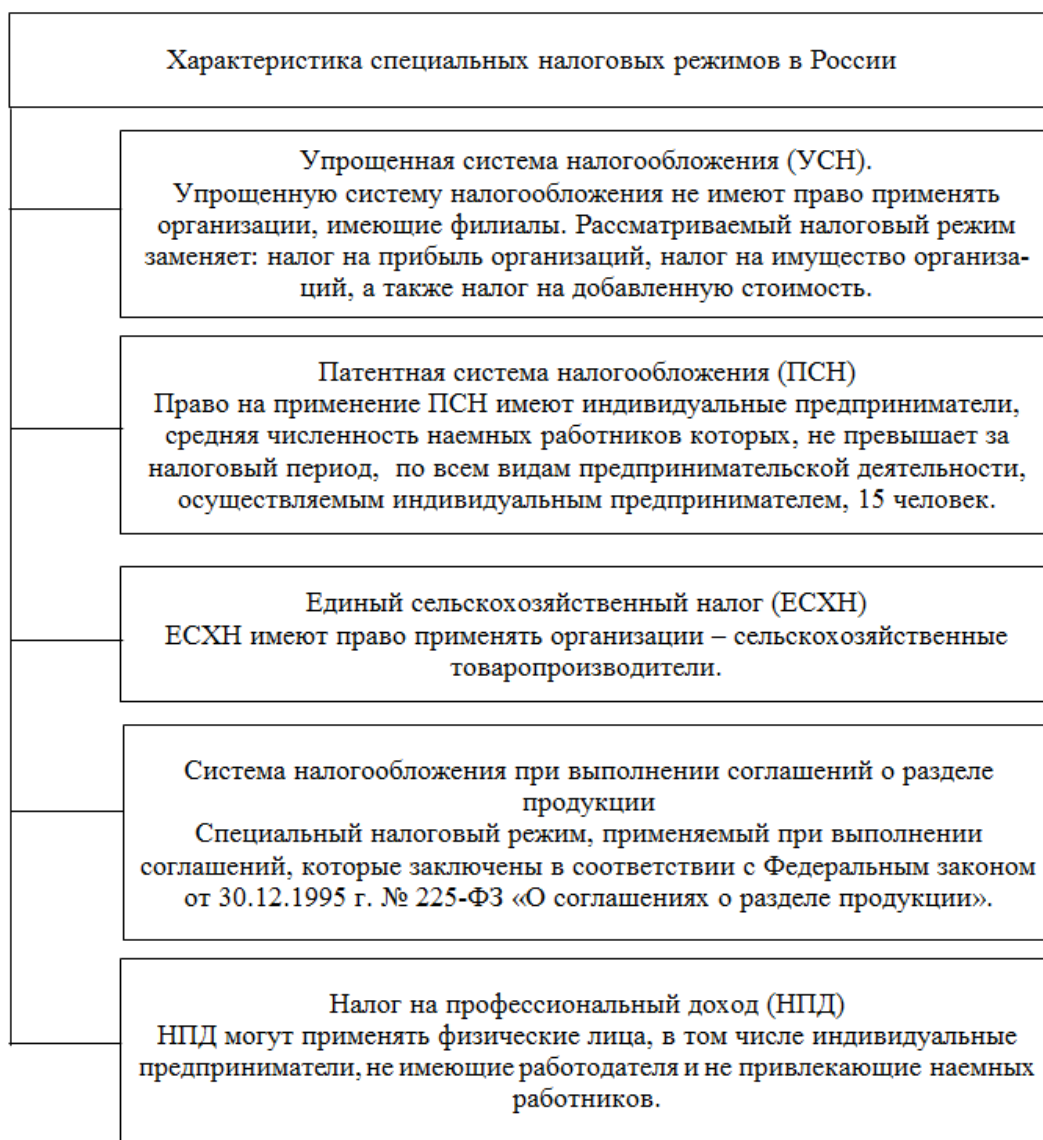 Характеристика специальных налоговых режимов в России
Упрощенная система налогообложения (УСН).
Упрощенную систему налогообложения не имеют право применять
организации, имеющие филиалы. Рассматриваемый налоговый режим
заменяет: налог на прибыль организаций, налог на имущество организа-
ций, а также налог на добавленную стоимость.
Патентная система налогообложения (ПСН)
Право на применение ПСН имеют индивидуальные предприниматели,
средняя численность наемных работников которых, не превышает за
налоговый период, по всем видам предпринимательской деятельности,
осуществляемым индивидуальным предпринимателем, 15 человек.
Единый сельскохозяйственный налог (ЕСХН)
ЕСХН имеют право применять организации – сельскохозяйственные
товаропроизводители.
Система налогообложения при выполнении соглашений о разделе
продукции
Специальный налоговый режим, применяемый при выполнении
соглашений, которые заключены в соответствии с Федеральным законом
от 30.12.1995 г. № 225-ФЗ «О соглашениях о разделе продукции».
Налог на профессиональный доход (НПД)
НПД могут применять физические лица, в том числе индивидуальные
предприниматели, не имеющие работодателя и не привлекающие наемных
работников.